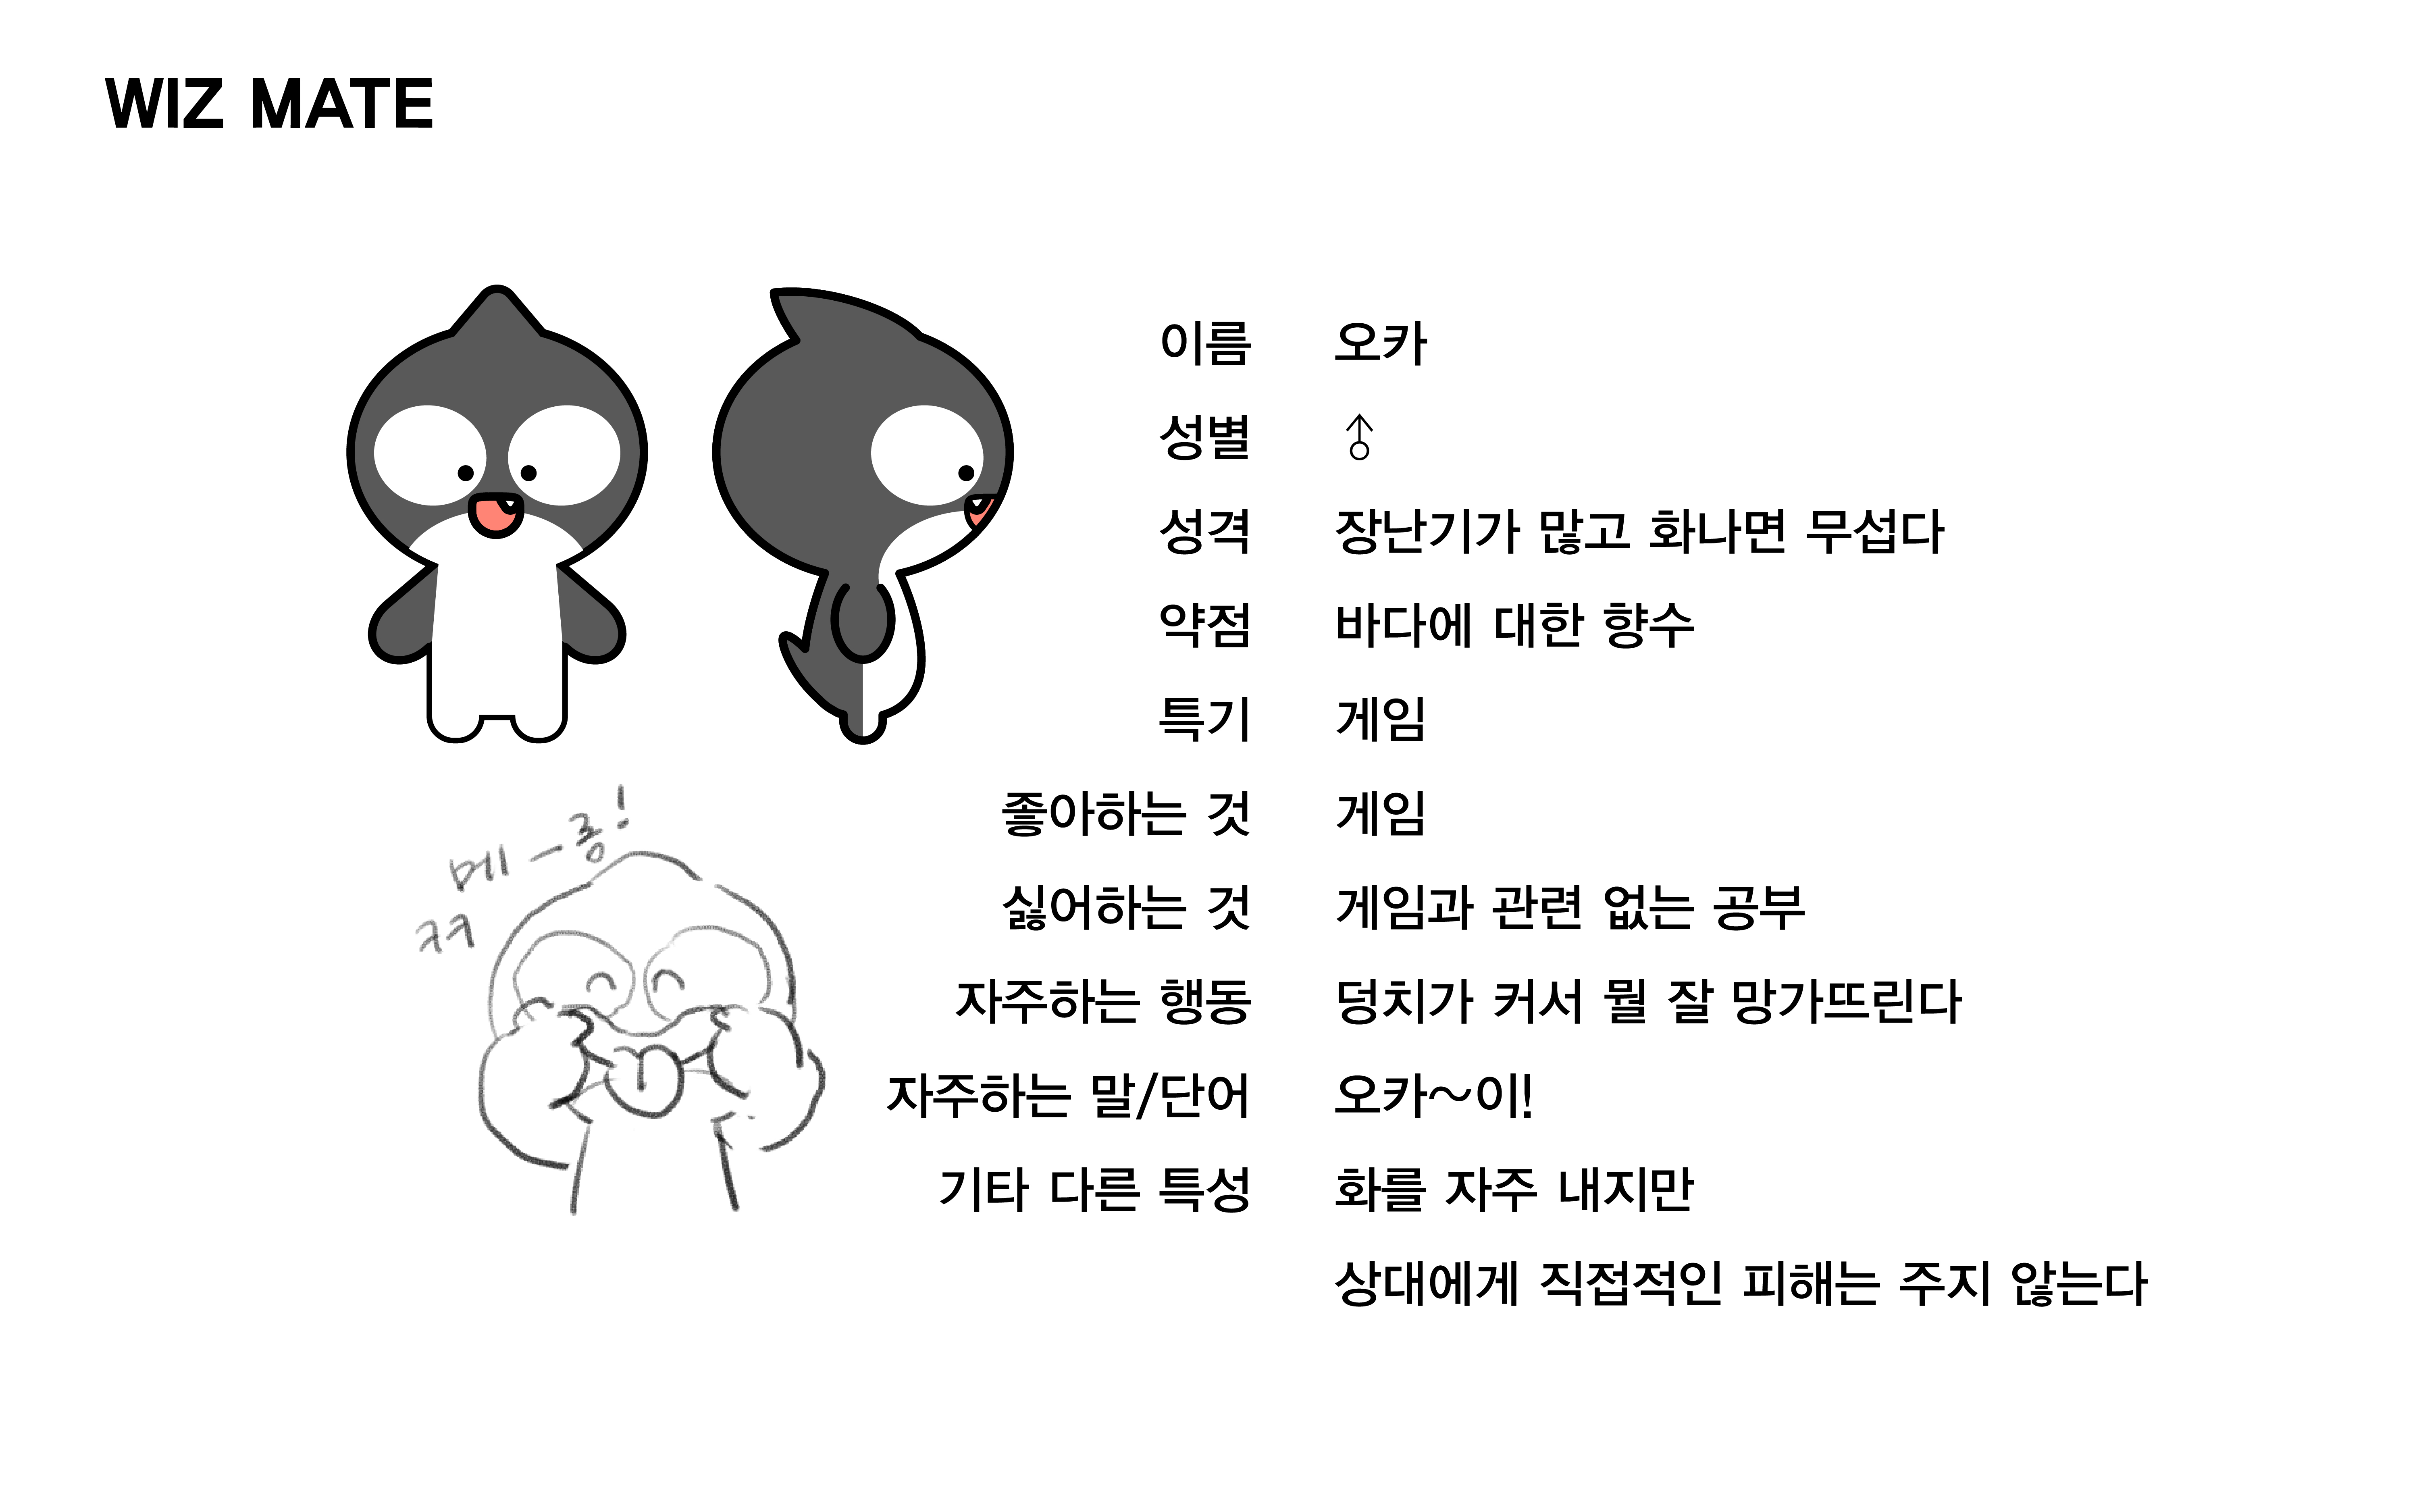 WIZ MATE
이름 오카
성별 ♂
성격 장난기가 많고 화나면 무섭다
약점 바다에 대한 향수
특기 게임
좋아하는 것 게임
싫어하는 것 게임과 관련 없는 공부
자주하는 행동 덩치가 커서 뭘 잘 망가뜨린다
자주하는 말/단어 오카~이!
기타 다른 특성 화를 자주 내지만
상대에게 직접적인 피해는 주지 않는다
메-롱!
ㅋㅋ